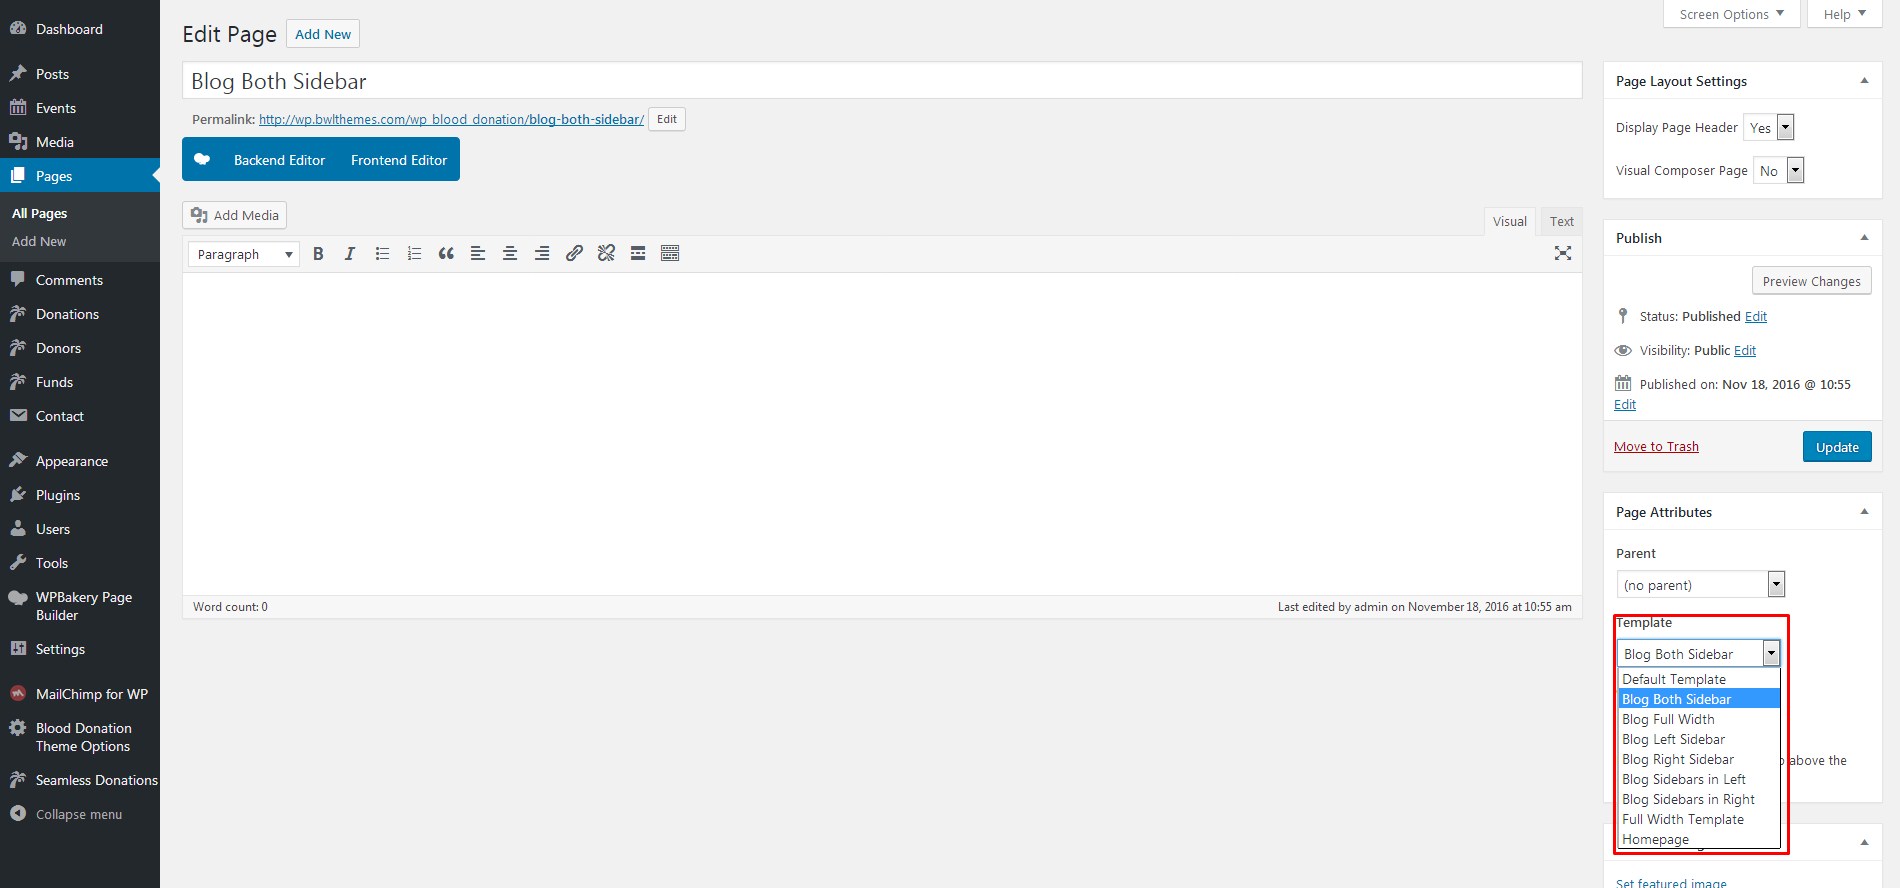 Dashboard
Posts
Events
Media
Pages
All Pages
Add New
Comments
Donations
Donors
Funds
Contact
Appearance
Plugins
Users
Tools
WPBakery Page
Builder
Settings
MailChimp for WP
Blood Donation
Theme Options
Seamless Donations
Collapse menu
Screen Options
Help
Edit Page
Add New
Blog Both Sidebar
Permalink: http://wp.bwlthemes.com/wp_blood_donation/blog-both-sidebar/
Edit
Backend Editor
Frontend Editor
Add Media
Visual
Text
Paragraph
B
I
Word count: 0
Last edited by admin on November 18, 2016 at 10:55 am
Page Layout Settings
Display Page Header
Yes
Visual Composer Page
No
Publish
Preview Changes
Status: Published Edit
Visibility: Public Edit
Published on: Nov 18, 2016 @ 10:55
Edit
Move to Trash
Update
Page Attributes
Parent
(no parent)
Template
Blog Both Sidebar
Default Template
Blog Both Sidebar
Blog Full Width
Blog Left Sidebar
Blog Right Sidebar
above the
Blog Sidebars in Left
Blog Sidebars in Right
Full Width Template
Homepage
Set featured image